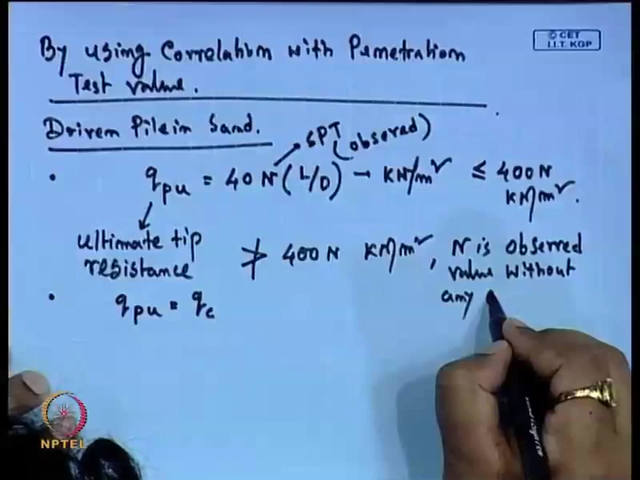 © CET
I.I.T. KGP
By using Correlation with Penetration
Test value.
Driven Pile in Sand.
SPT (observed)
• qpu = 40 N (L/D) – KN/m² ≤ 400N KN/m².
ultimate tip resistance ≯ 400 N KN/m², N is observed value without any
• qpu = qc
NPTEL